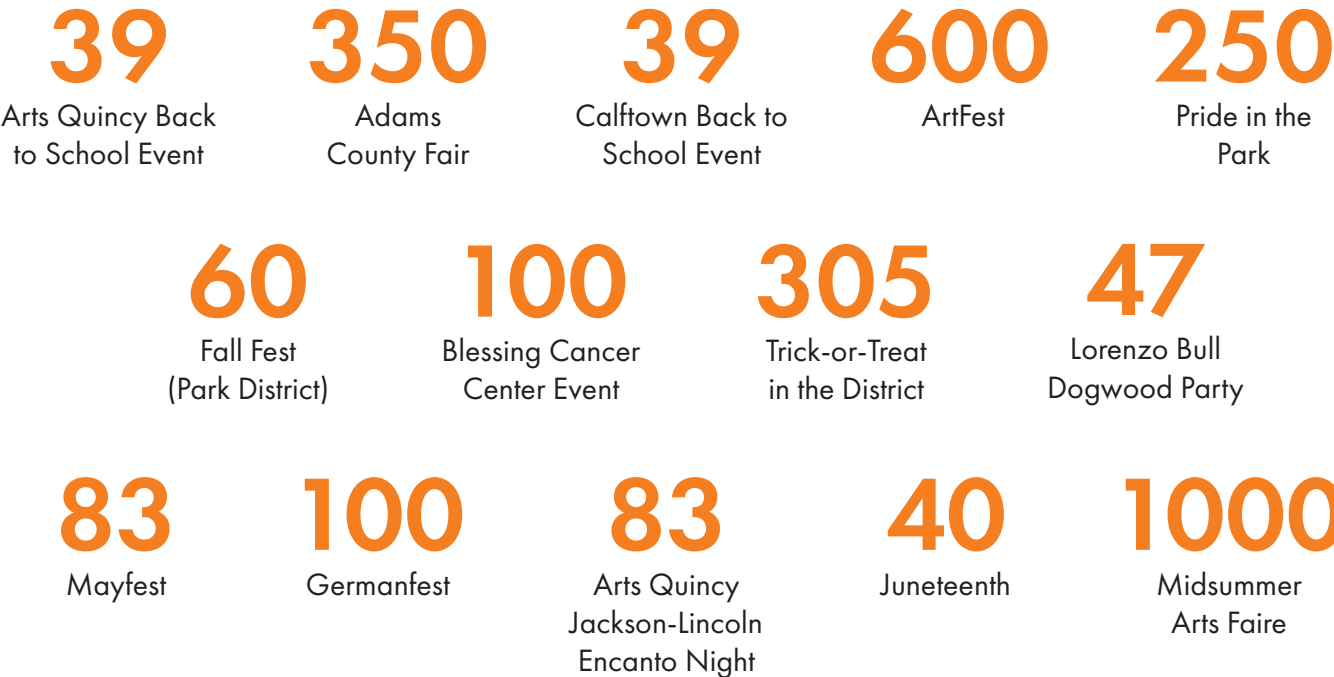 39
Arts Quincy Back
to School Event
350
Adams
County Fair
39
Calftown Back to
School Event
600
ArtFest
250
Pride in the
Park
60
Fall Fest
(Park District)
100
Blessing Cancer
Center Event
305
Trick-or-Treat
in the District
47
Lorenzo Bull
Dogwood Party
83
Mayfest
100
Germanfest
83
Arts Quincy
Jackson-Lincoln
Encanto Night
40
Juneteenth
1000
Midsummer
Arts Faire